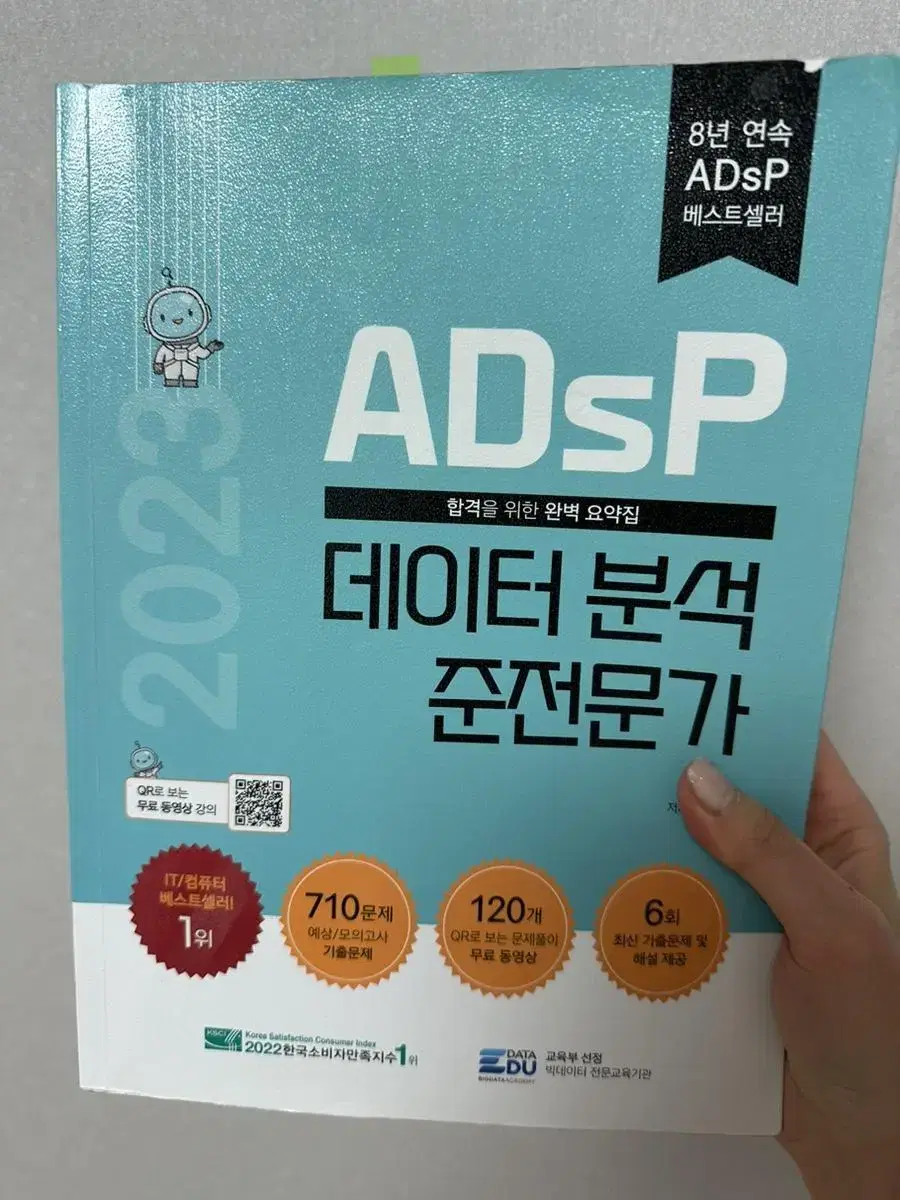 8년 연속
ADsP
베스트셀러
2023
ADsP
합격을 위한 완벽 요약집
데이터 분석
준전문가
QR로 보는
무료 동영상 강의
IT/컴퓨터
베스트셀러!
1위
710문제
예상/모의고사
기출문제
120개
QR로 보는 문제풀이
무료 동영상
6회
최신 기출문제 및
해설 제공
KSCI
Korea Satisfaction Consumer Index
2022한국소비자만족지수1위
DATA
EDU
BIGDATA ACADEMY
교육부 선정
빅데이터 전문교육기관